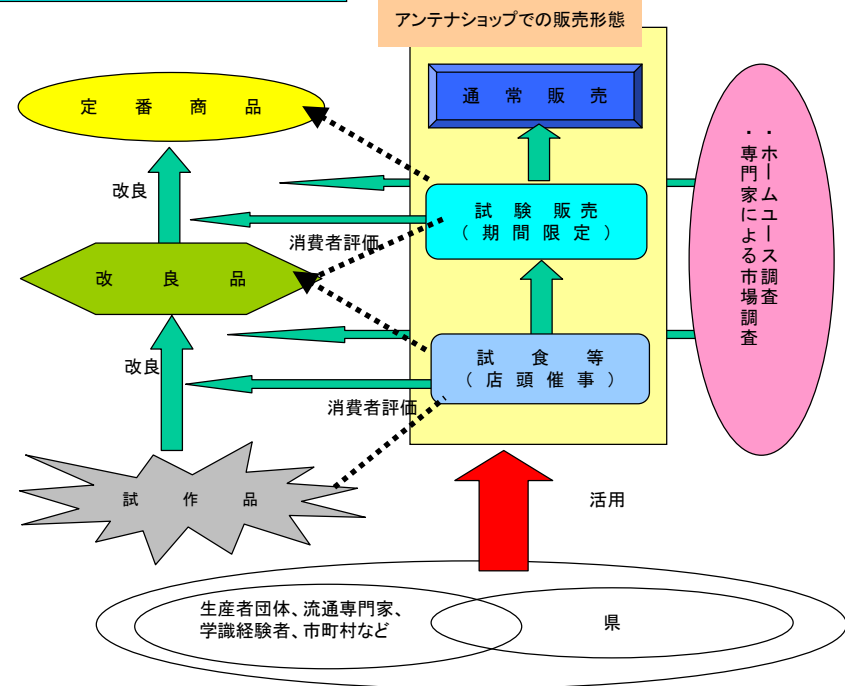 アンテナショップでの販売形態
通常販売
定番商品
改良
試験販売
(期間限定)
・ホームユース調査
・専門家による市場調査
消費者評価
改良品
改良
試食等
(店頭催事)
消費者評価
試作品
活用
生産者団体、流通専門家、
学識経験者、市町村など
県